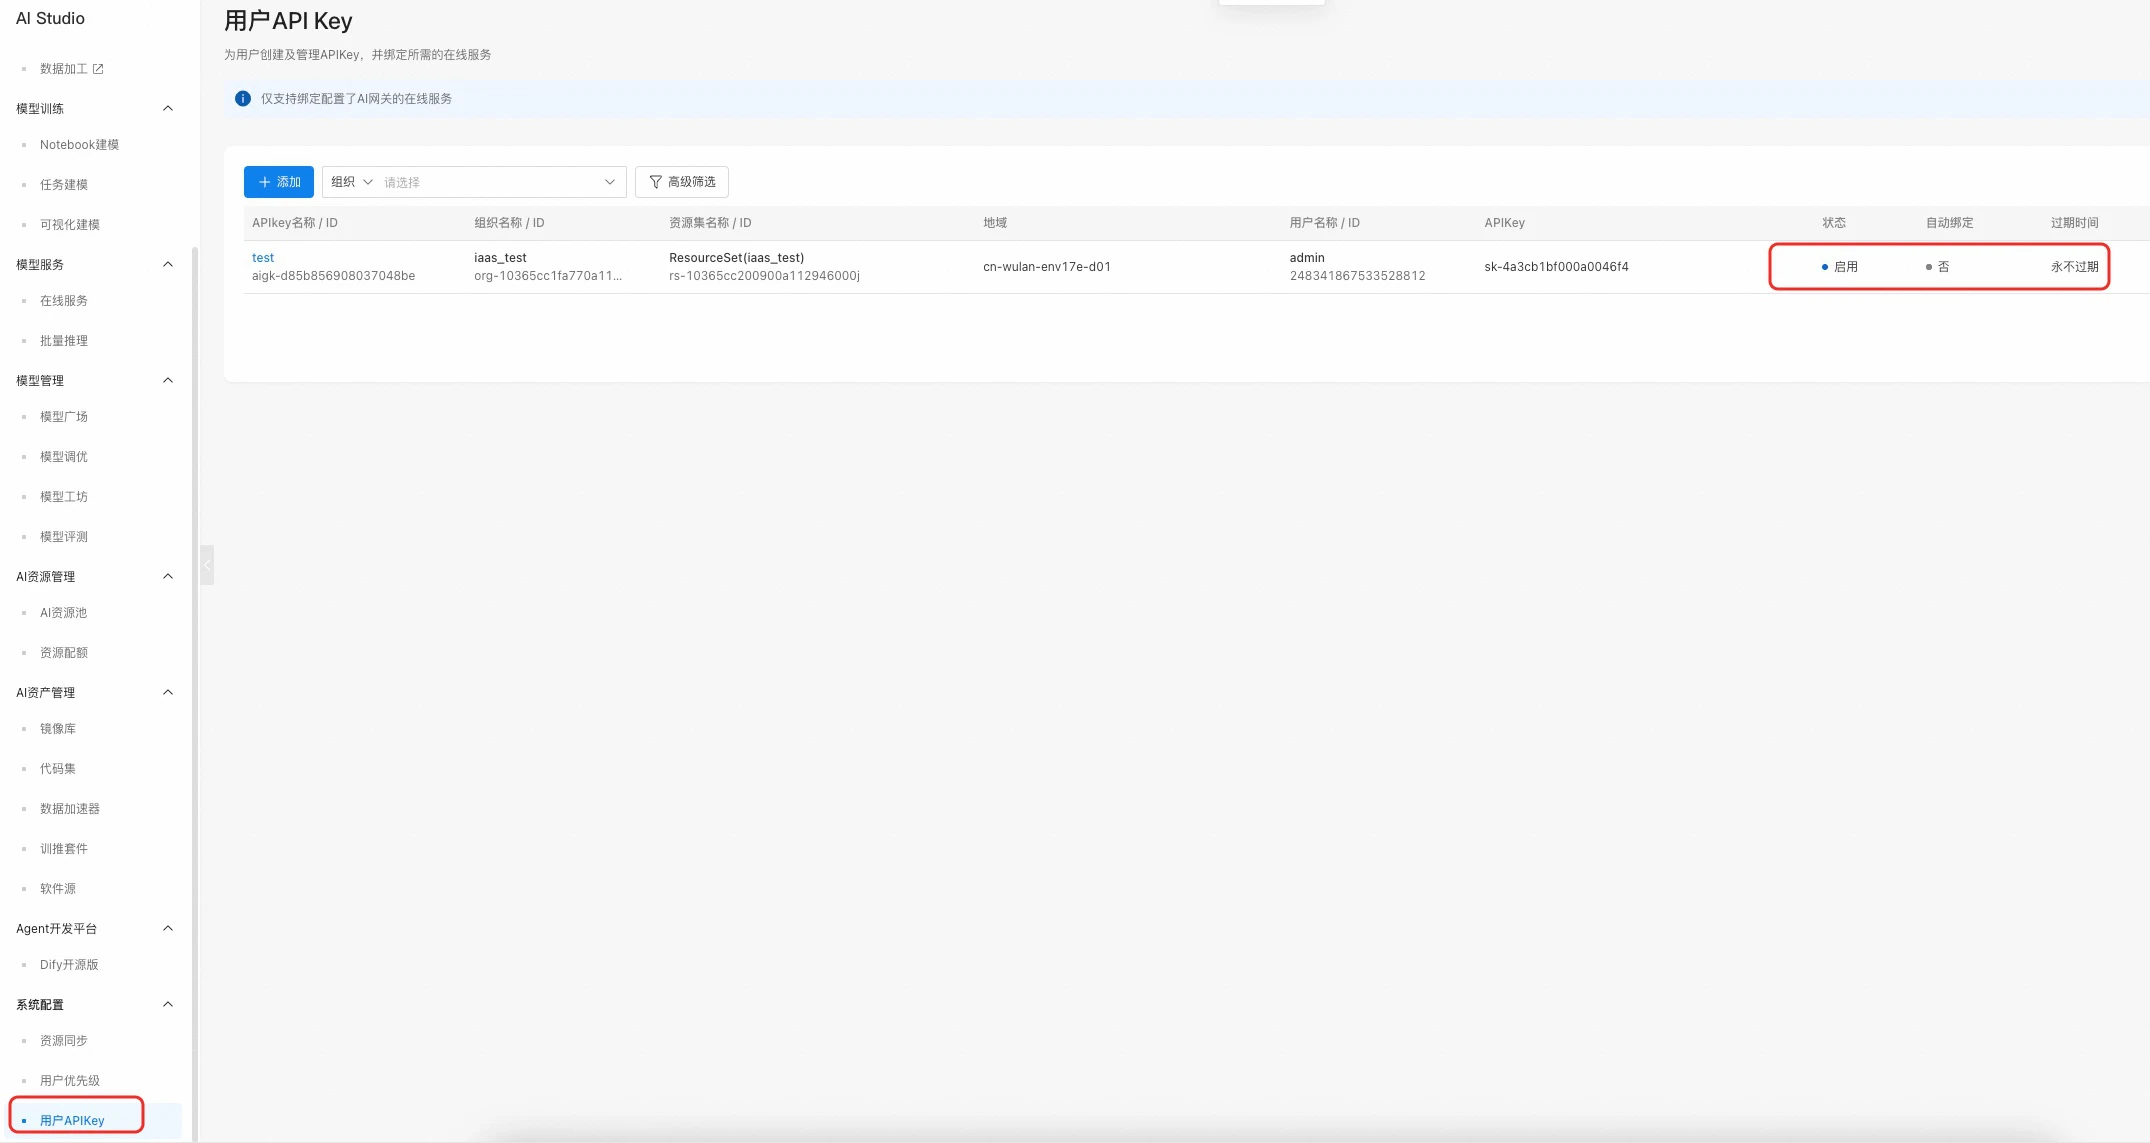 AI Studio
数据加工
模型训练
Notebook建模
任务建模
可视化建模
模型服务
在线服务
批量推理
模型管理
模型广场
模型调优
模型工坊
模型评测
AI资源管理
AI资源池
资源配额
AI资产管理
镜像库
代码集
数据加速器
训推套件
软件源
Agent开发平台
Dify开源版
系统配置
资源同步
用户优先级
用户APIKey
用户API Key
为用户创建及管理APIKey，并绑定所需的在线服务
仅支持绑定配置了AI网关的在线服务
添加 组织 请选择 高级筛选
APIkey名称 / ID 组织名称 / ID 资源集名称 / ID 地域 用户名称 / ID APIKey 状态 自动绑定 过期时间
test iaas_test ResourceSet(iaas_test) cn-wulan-env17e-d01 admin sk-4a3cb1bf000a0046f4 启用 否 永不过期
aigk-d85b856908037048be org-10365cc1fa770a11... rs-10365cc200900a112946000j 248341867533528812